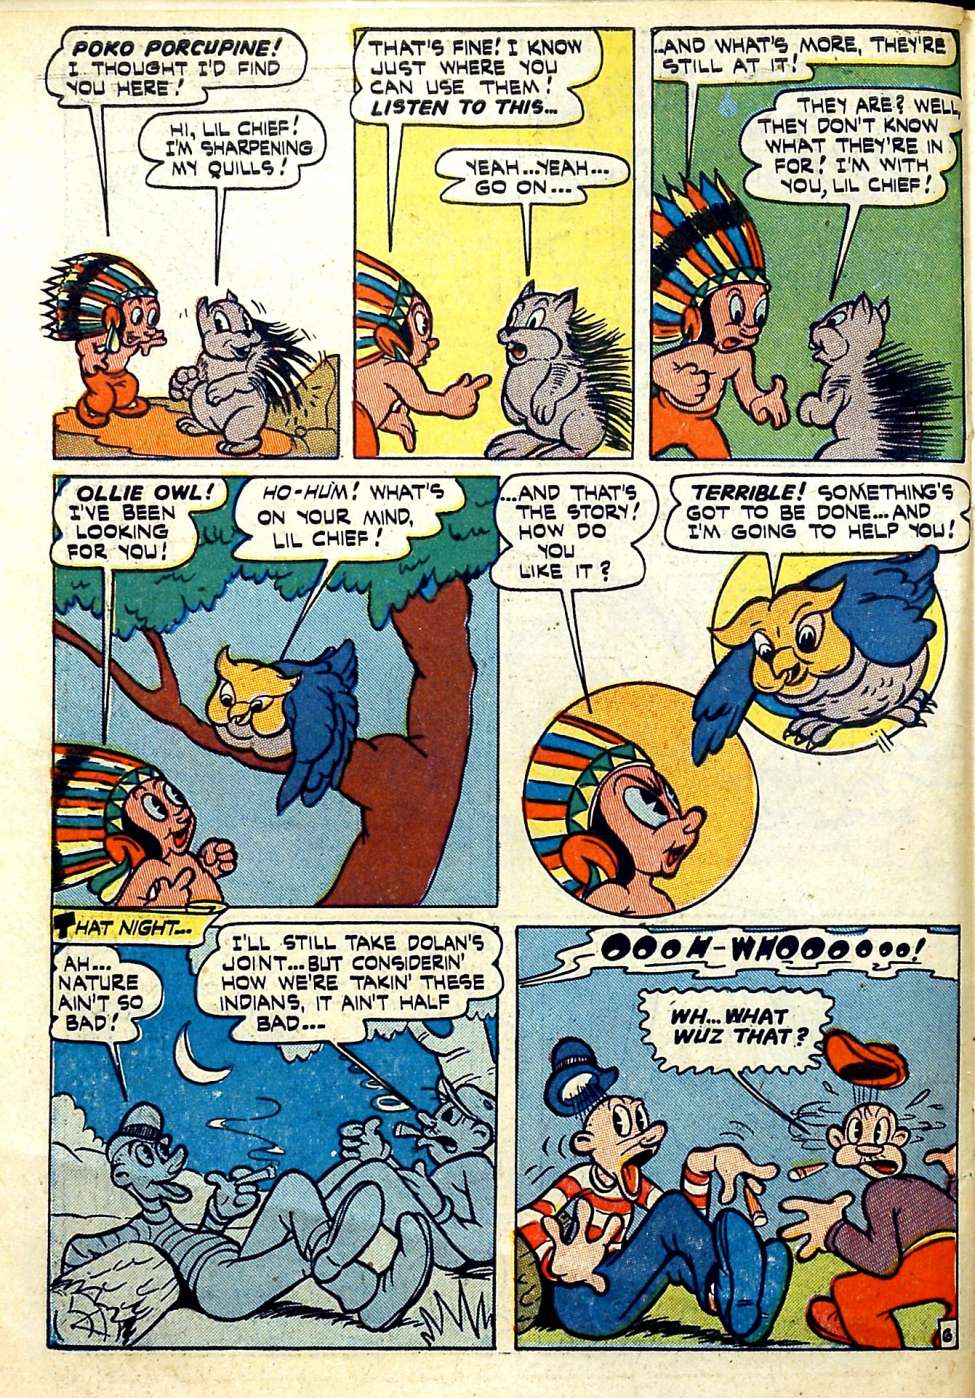 POKO PORCUPINE!
I THOUGHT I'D FIND
YOU HERE!
HI, LIL CHIEF!
I'M SHARPENING
MY QUILLS!
THAT'S FINE! I KNOW
JUST WHERE YOU
CAN USE THEM!
LISTEN TO THIS...
YEAH...YEAH...
GO ON...
...AND WHAT'S MORE, THEY'RE
STILL AT IT!
THEY ARE? WELL,
THEY DON'T KNOW
WHAT THEY'RE IN
FOR! I'M WITH
YOU, LIL CHIEF!
OLLIE OWL!
I'VE BEEN
LOOKING
FOR YOU!
HO-HUM! WHAT'S
ON YOUR MIND,
LIL CHIEF!
...AND THAT'S
THE STORY!
HOW DO
YOU
LIKE IT?
TERRIBLE! SOMETHING'S
GOT TO BE DONE...AND
I'M GOING TO HELP YOU!
THAT NIGHT...
AH...
NATURE
AIN'T SO
BAD!
I'LL STILL TAKE DOLAN'S
JOINT...BUT CONSIDERIN'
HOW WE'RE TAKIN' THESE
INDIANS, IT AIN'T HALF
BAD...
OOOH-WHOOOOOOO!
WH...WHAT
WUZ THAT?
6